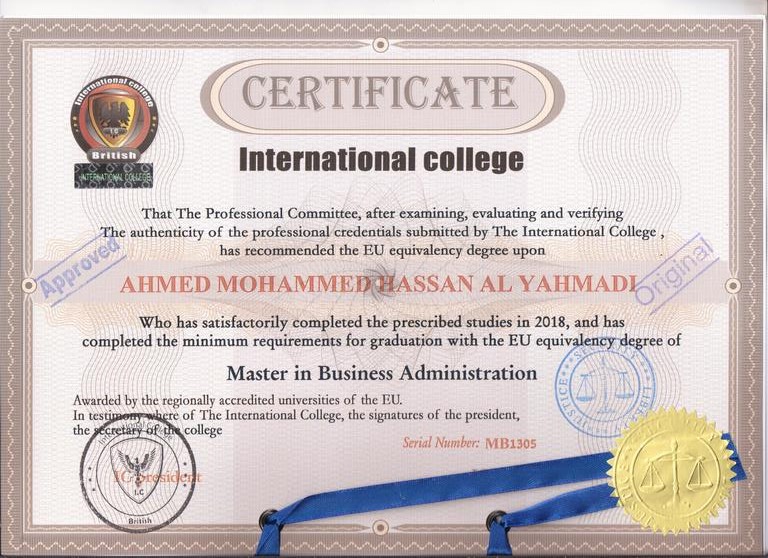 International college
British
INTERNATIONAL COLLEGE
CERTIFICATE
International college
That The Professional Committee, after examining, evaluating and verifying
The authenticity of the professional credentials submitted by The International College ,
has recommended the EU equivalency degree upon
Approved
AHMED MOHAMMED HASSAN AL YAHMADI
Original
Who has satisfactorily completed the prescribed studies in 2018, and has
completed the minimum requirements for graduation with the EU equivalency degree of
Master in Business Administration
Awarded by the regionally accredited universities of the EU.
In testimony where of The International College, the signatures of the president,
the secretary of the college
Serial Number: MB1305
International College
IC president
I.C
British
JUSTICE